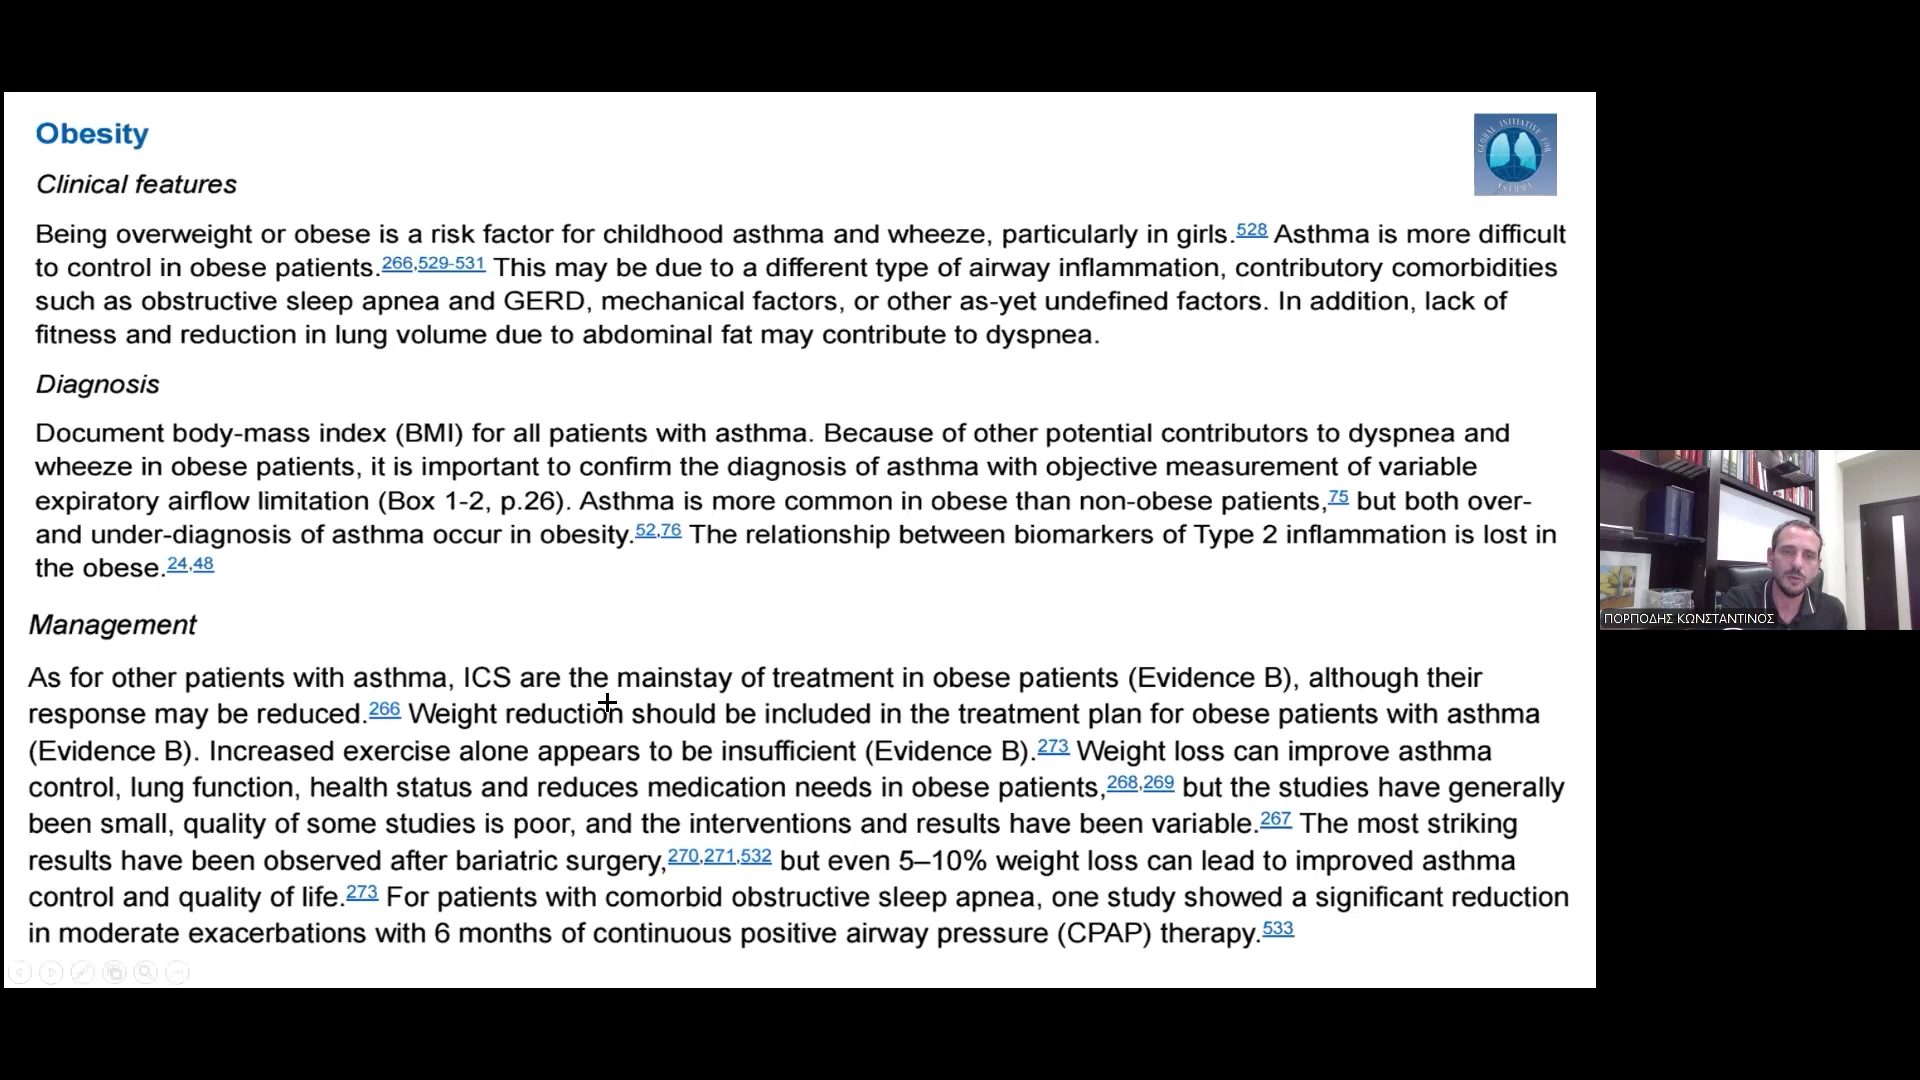 Obesity
GLOBAL INITIATIVE FOR
ASTHMA
Clinical features
Being overweight or obese is a risk factor for childhood asthma and wheeze, particularly in girls.528 Asthma is more difficult
to control in obese patients.266,529-531 This may be due to a different type of airway inflammation, contributory comorbidities
such as obstructive sleep apnea and GERD, mechanical factors, or other as-yet undefined factors. In addition, lack of
fitness and reduction in lung volume due to abdominal fat may contribute to dyspnea.
Diagnosis
Document body-mass index (BMI) for all patients with asthma. Because of other potential contributors to dyspnea and
wheeze in obese patients, it is important to confirm the diagnosis of asthma with objective measurement of variable
expiratory airflow limitation (Box 1-2, p.26). Asthma is more common in obese than non-obese patients,75 but both over-
and under-diagnosis of asthma occur in obesity.52,76 The relationship between biomarkers of Type 2 inflammation is lost in
the obese.24,48
Management
As for other patients with asthma, ICS are the mainstay of treatment in obese patients (Evidence B), although their
response may be reduced.266 Weight reduction should be included in the treatment plan for obese patients with asthma
(Evidence B). Increased exercise alone appears to be insufficient (Evidence B).273 Weight loss can improve asthma
control, lung function, health status and reduces medication needs in obese patients,268,269 but the studies have generally
been small, quality of some studies is poor, and the interventions and results have been variable.267 The most striking
results have been observed after bariatric surgery,270,271,532 but even 5–10% weight loss can lead to improved asthma
control and quality of life.273 For patients with comorbid obstructive sleep apnea, one study showed a significant reduction
in moderate exacerbations with 6 months of continuous positive airway pressure (CPAP) therapy.533
ΠΟΡΠΟΔΗΣ ΚΩΝΣΤΑΝΤΙΝΟΣ